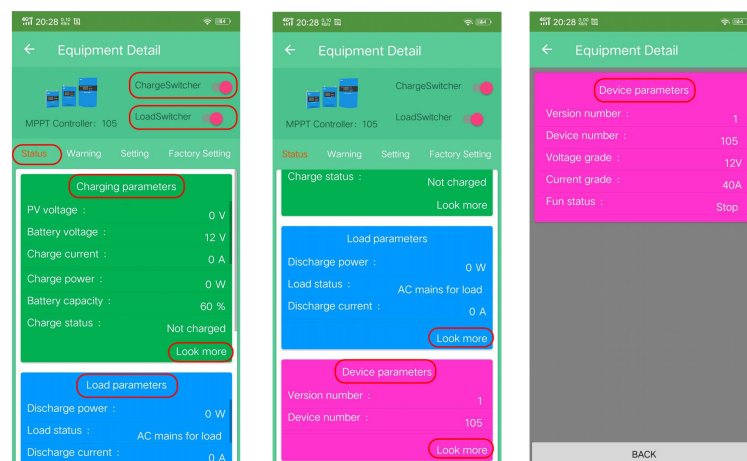 20:28
84
Equipment Detail
ChargeSwitcher
LoadSwitcher
MPPT Controller: 105
Status Warning Setting Factory Setting
Charging parameters
PV voltage : 0 V
Battery voltage : 12 V
Charge current : 0 A
Charge power : 0 W
Battery capacity : 60 %
Charge status : Not charged
Look more
Load parameters
Discharge power : 0 W
Load status : AC mains for load
Discharge current : 0 A
20:28
84
Equipment Detail
ChargeSwitcher
LoadSwitcher
MPPT Controller: 105
Status Warning Setting Factory Setting
Charge status : Not charged
Look more
Load parameters
Discharge power : 0 W
Load status : AC mains for load
Discharge current : 0 A
Look more
Device parameters
Version number : 1
Device number : 105
Look more
20:28
84
Equipment Detail
Device parameters
Version number : 1
Device number : 105
Voltage grade : 12V
Current grade : 40A
Fun status : Stop
BACK